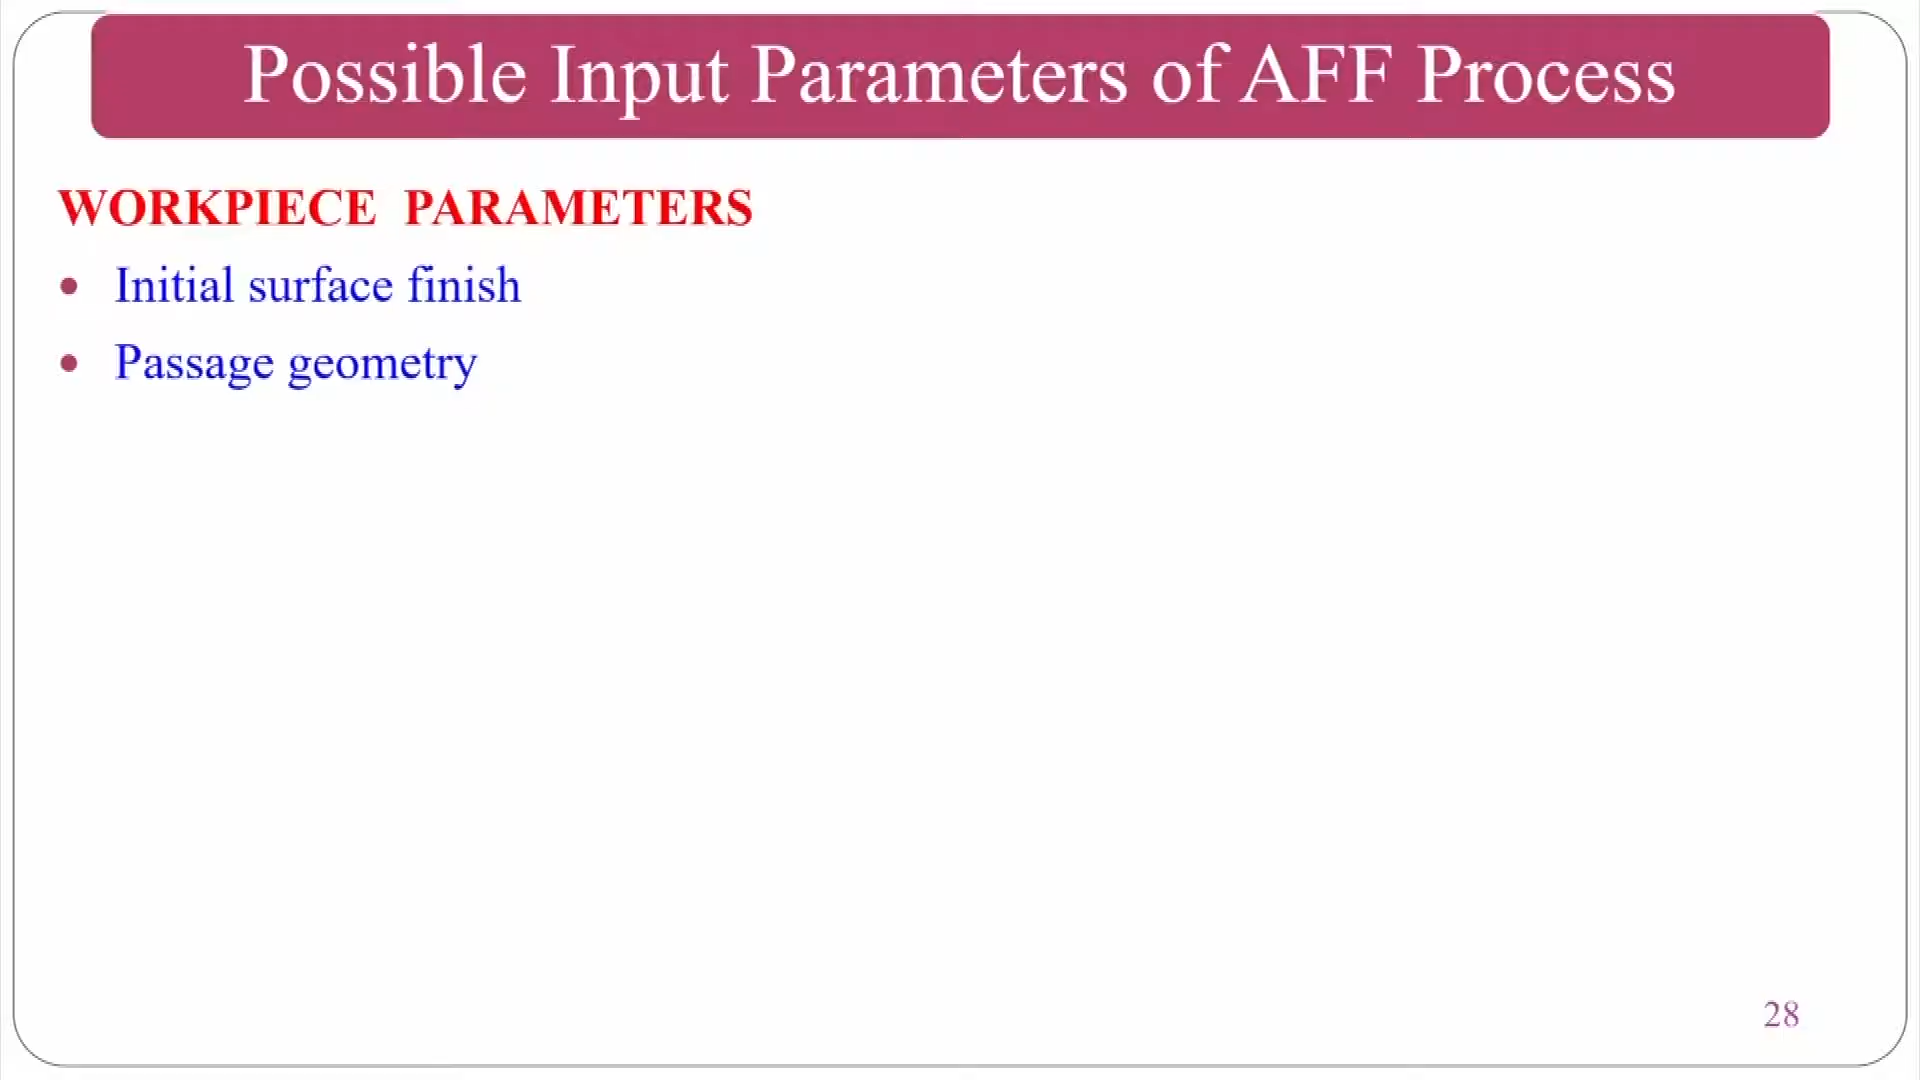 Possible Input Parameters of AFF Process
WORKPIECE PARAMETERS
• Initial surface finish
• Passage geometry
28